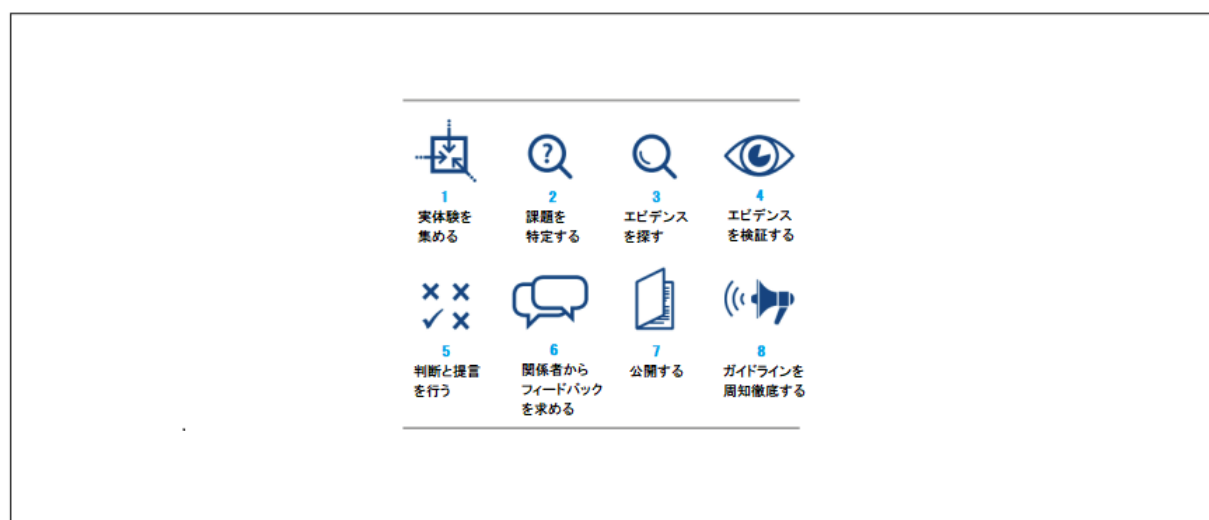 ?
1
実体験を
集める
2
課題を
特定する
3
エビデンス
を探す
4
エビデンス
を検証する
5
判断と提言
を行う
6
関係者から
フィードバック
を求める
7
公開する
8
ガイドラインを
周知徹底する